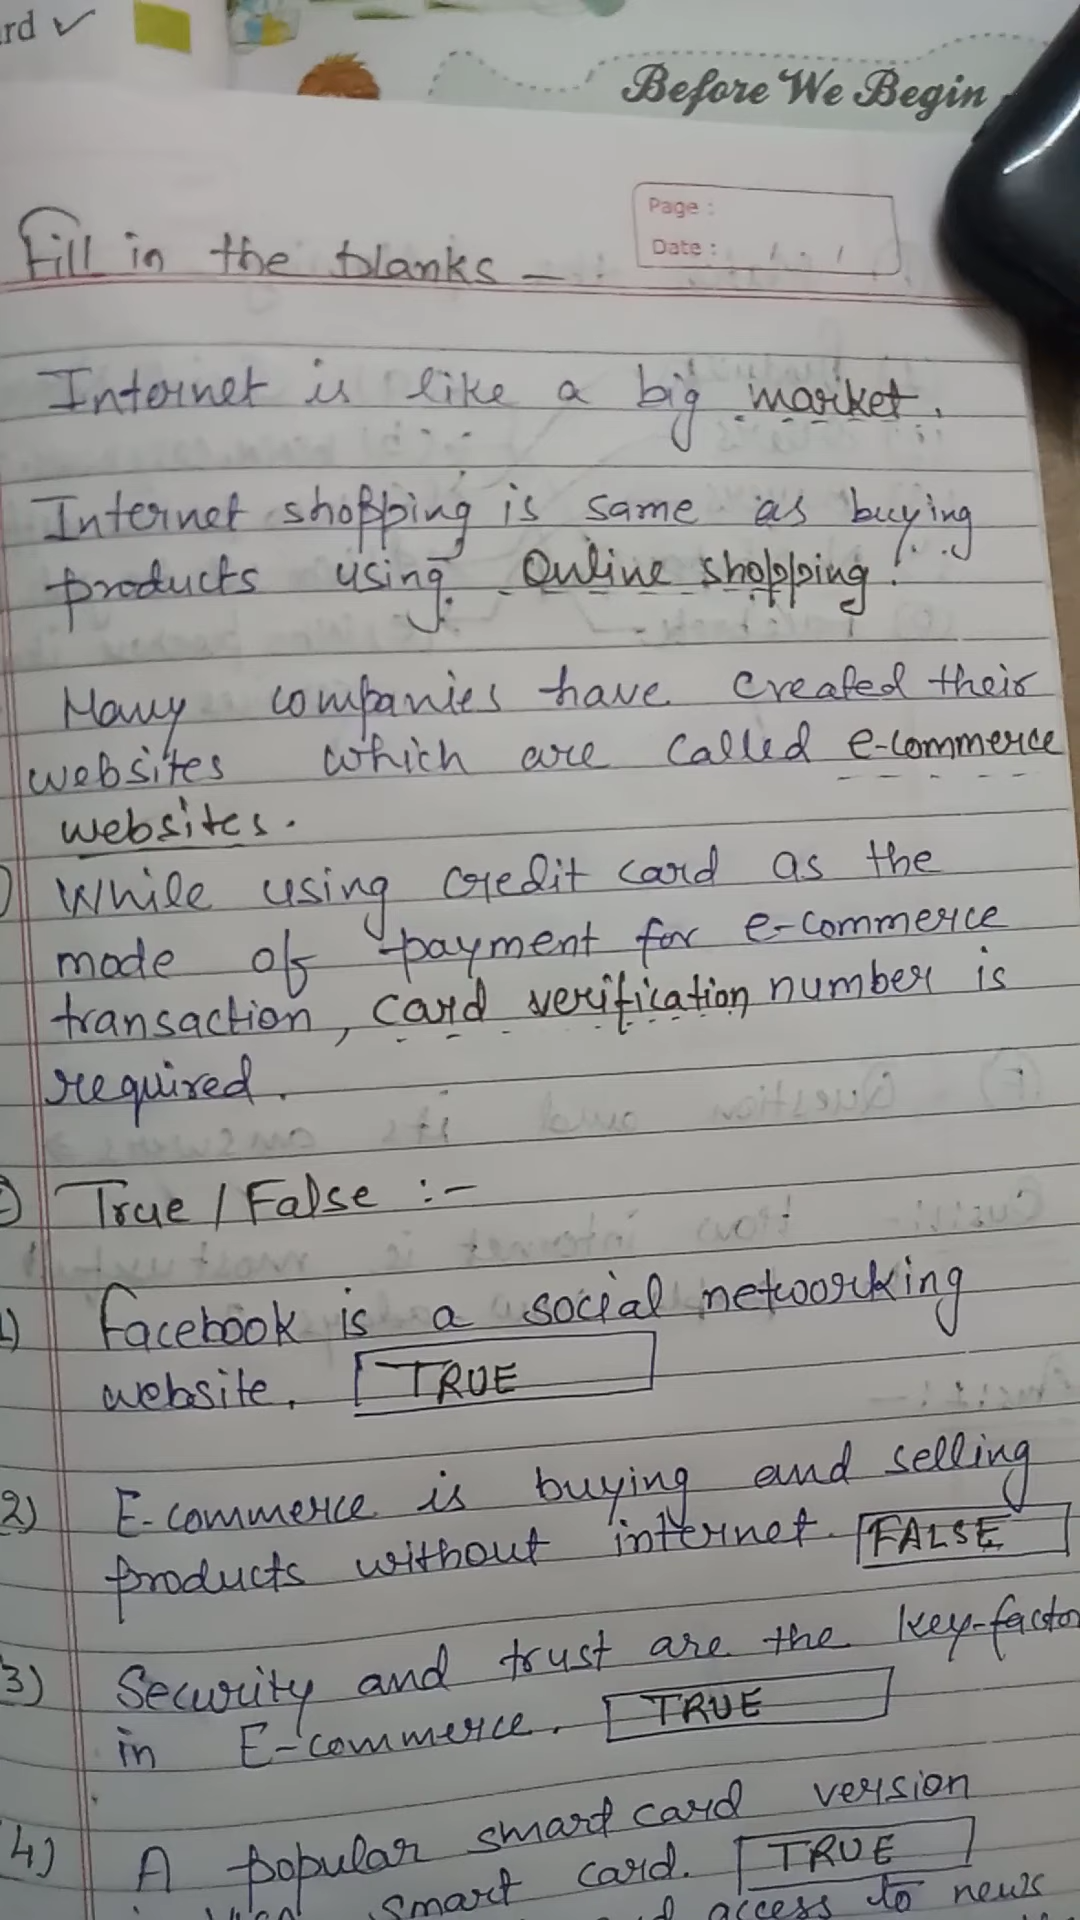 rd ✓
Before We Begin
Page :
Date : / /
Fill in the blanks -
Internet is like a big market.
Internet shopping is same as buying
products using Online shopping.
Many companies have created their
websites which are called e-commerce
websites.
While using credit card as the
mode of payment for e-commerce
transaction, card verification number is
required.
True / False :-
Facebook is a social networking
website. TRUE
2) E-commerce is buying and selling
products without internet. FALSE
3) Security and trust are the key-factor
in E-commerce. TRUE
4) A popular smart card version
smart card. TRUE
access to news